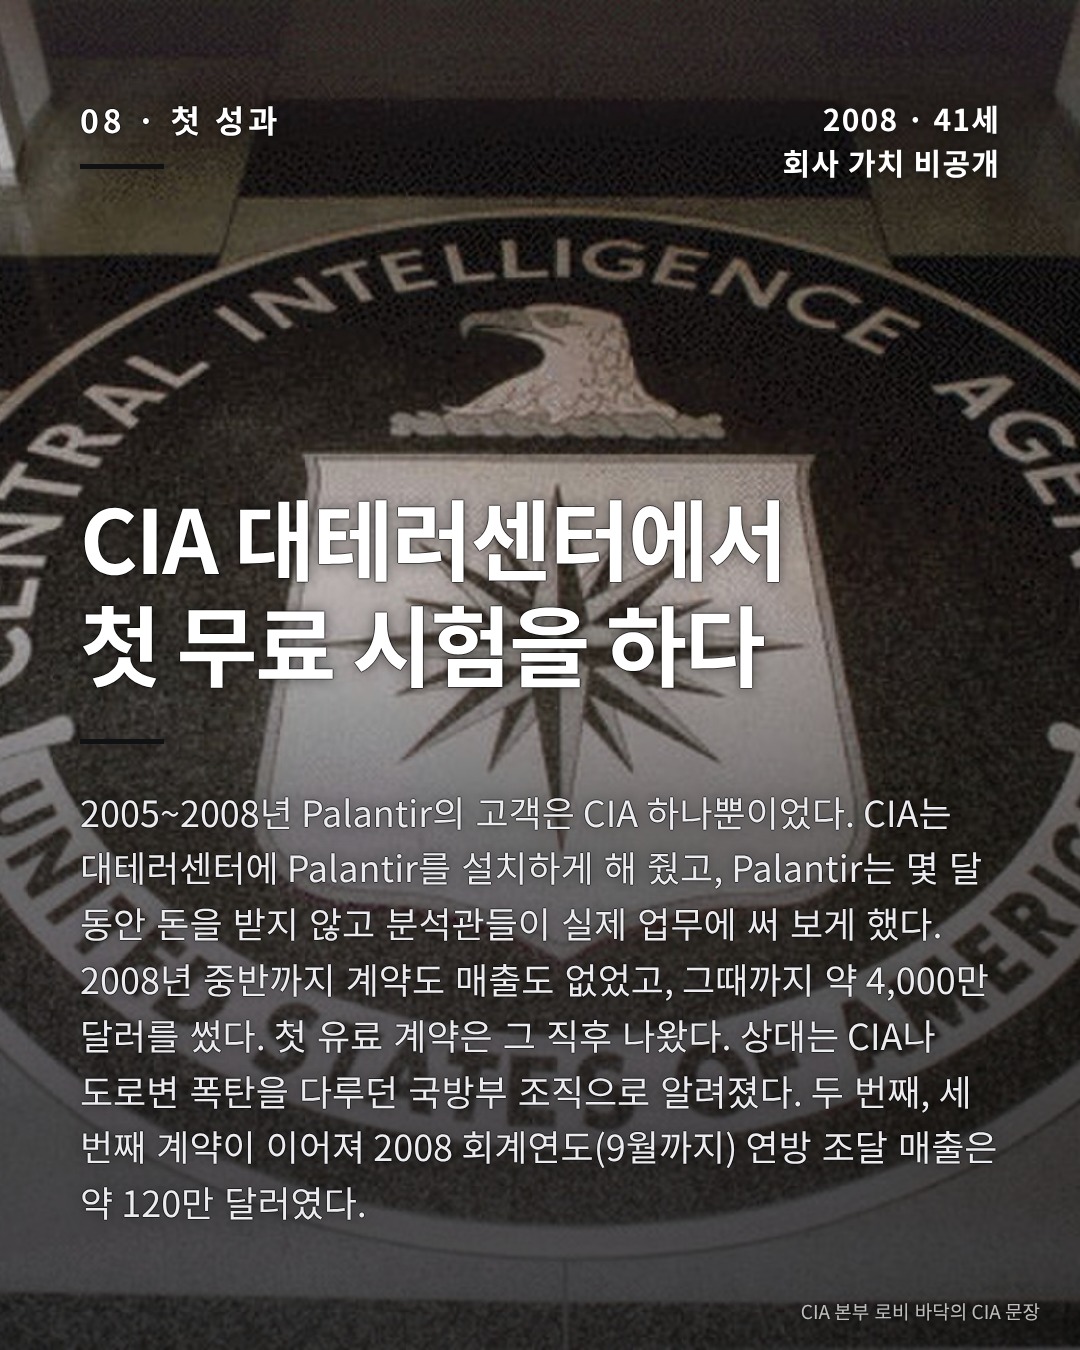 08 · 첫 성과
2008 · 41세
회사 가치 비공개
CENTRAL INTELLIGENCE AGEN
CIA 대테러센터에서
첫 무료 시험을 하다
2005~2008년 Palantir의 고객은 CIA 하나뿐이었다. CIA는
대테러센터에 Palantir를 설치하게 해 줬고, Palantir는 몇 달
동안 돈을 받지 않고 분석관들이 실제 업무에 써 보게 했다.
2008년 중반까지 계약도 매출도 없었고, 그때까지 약 4,000만
달러를 썼다. 첫 유료 계약은 그 직후 나왔다. 상대는 CIA나
도로변 폭탄을 다루던 국방부 조직으로 알려졌다. 두 번째, 세
번째 계약이 이어져 2008 회계연도(9월까지) 연방 조달 매출은
약 120만 달러였다.
CIA 본부 로비 바닥의 CIA 문장